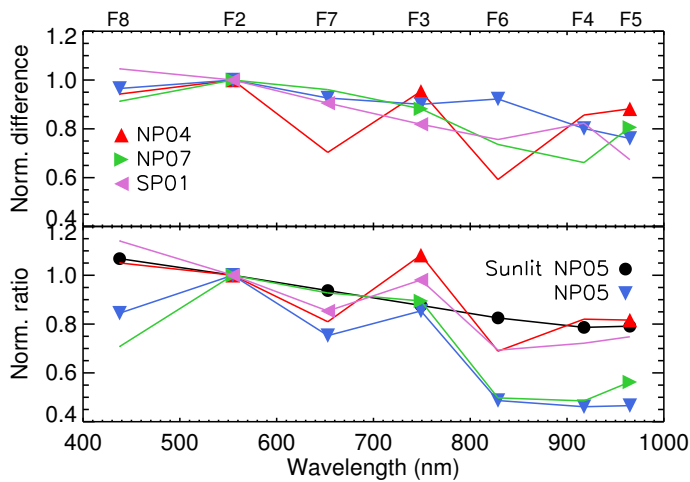 F8 F2 F7 F3 F6 F4 F5
1.2
1.0
0.8
0.6
0.4
Norm. difference
NP04
NP07
SP01
1.2
1.0
0.8
0.6
0.4
Norm. ratio
Sunlit NP05
NP05
400 500 600 700 800 900 1000
Wavelength (nm)